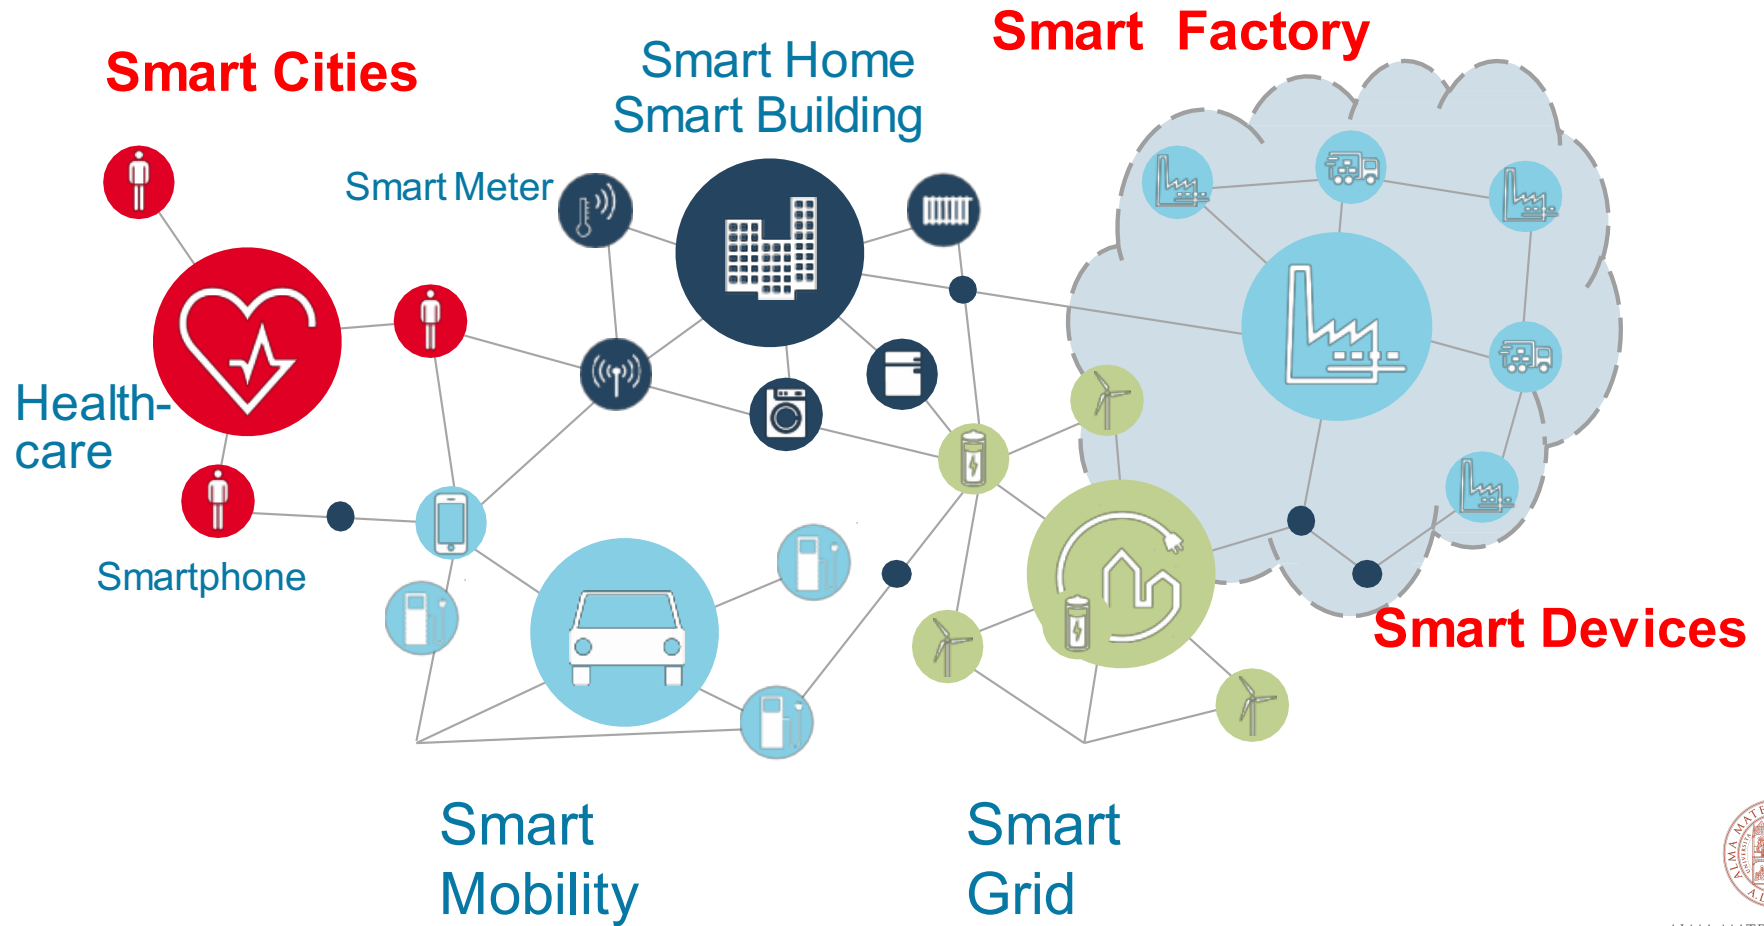 Smart Factory
Smart Cities
Smart Home
Smart Building
Smart Meter
Health-
care
Smartphone
Smart Devices
Smart
Mobility
Smart
Grid